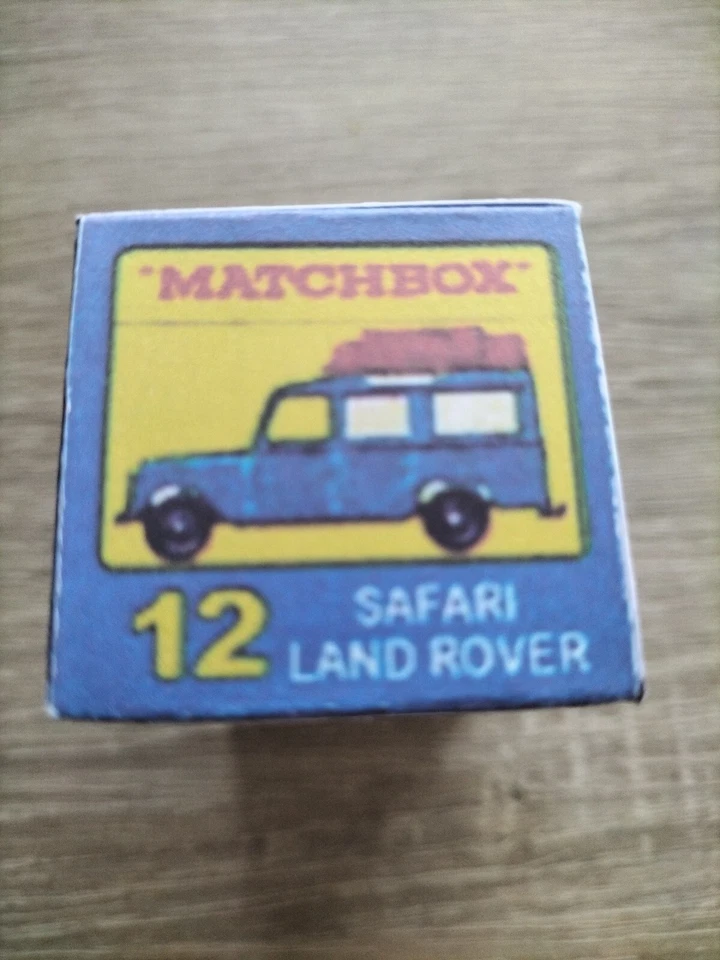 "MATCHBOX"
12
SAFARI
LAND ROVER